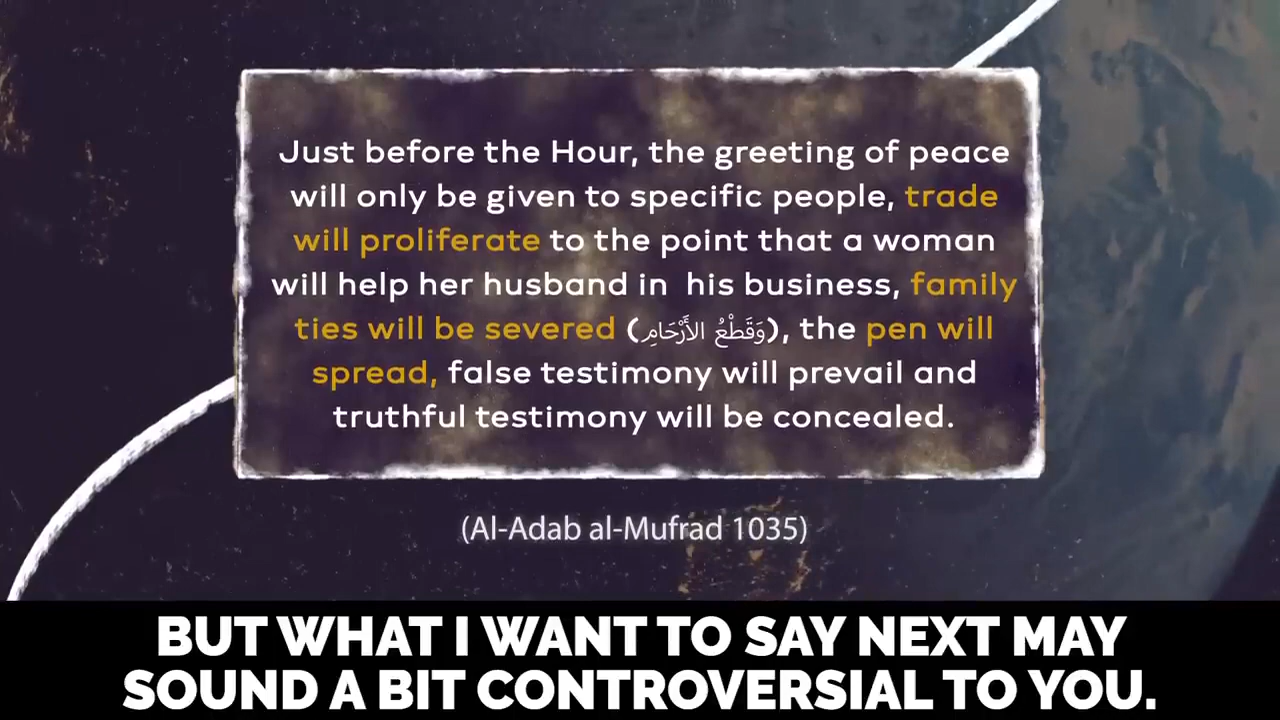 Just before the Hour, the greeting of peace
will only be given to specific people, trade
will proliferate to the point that a woman
will help her husband in his business, family
ties will be severed (وَقَطْعُ الأَرْحَامِ), the pen will
spread, false testimony will prevail and
truthful testimony will be concealed.
(Al-Adab al-Mufrad 1035)
BUT WHAT I WANT TO SAY NEXT MAY
SOUND A BIT CONTROVERSIAL TO YOU.